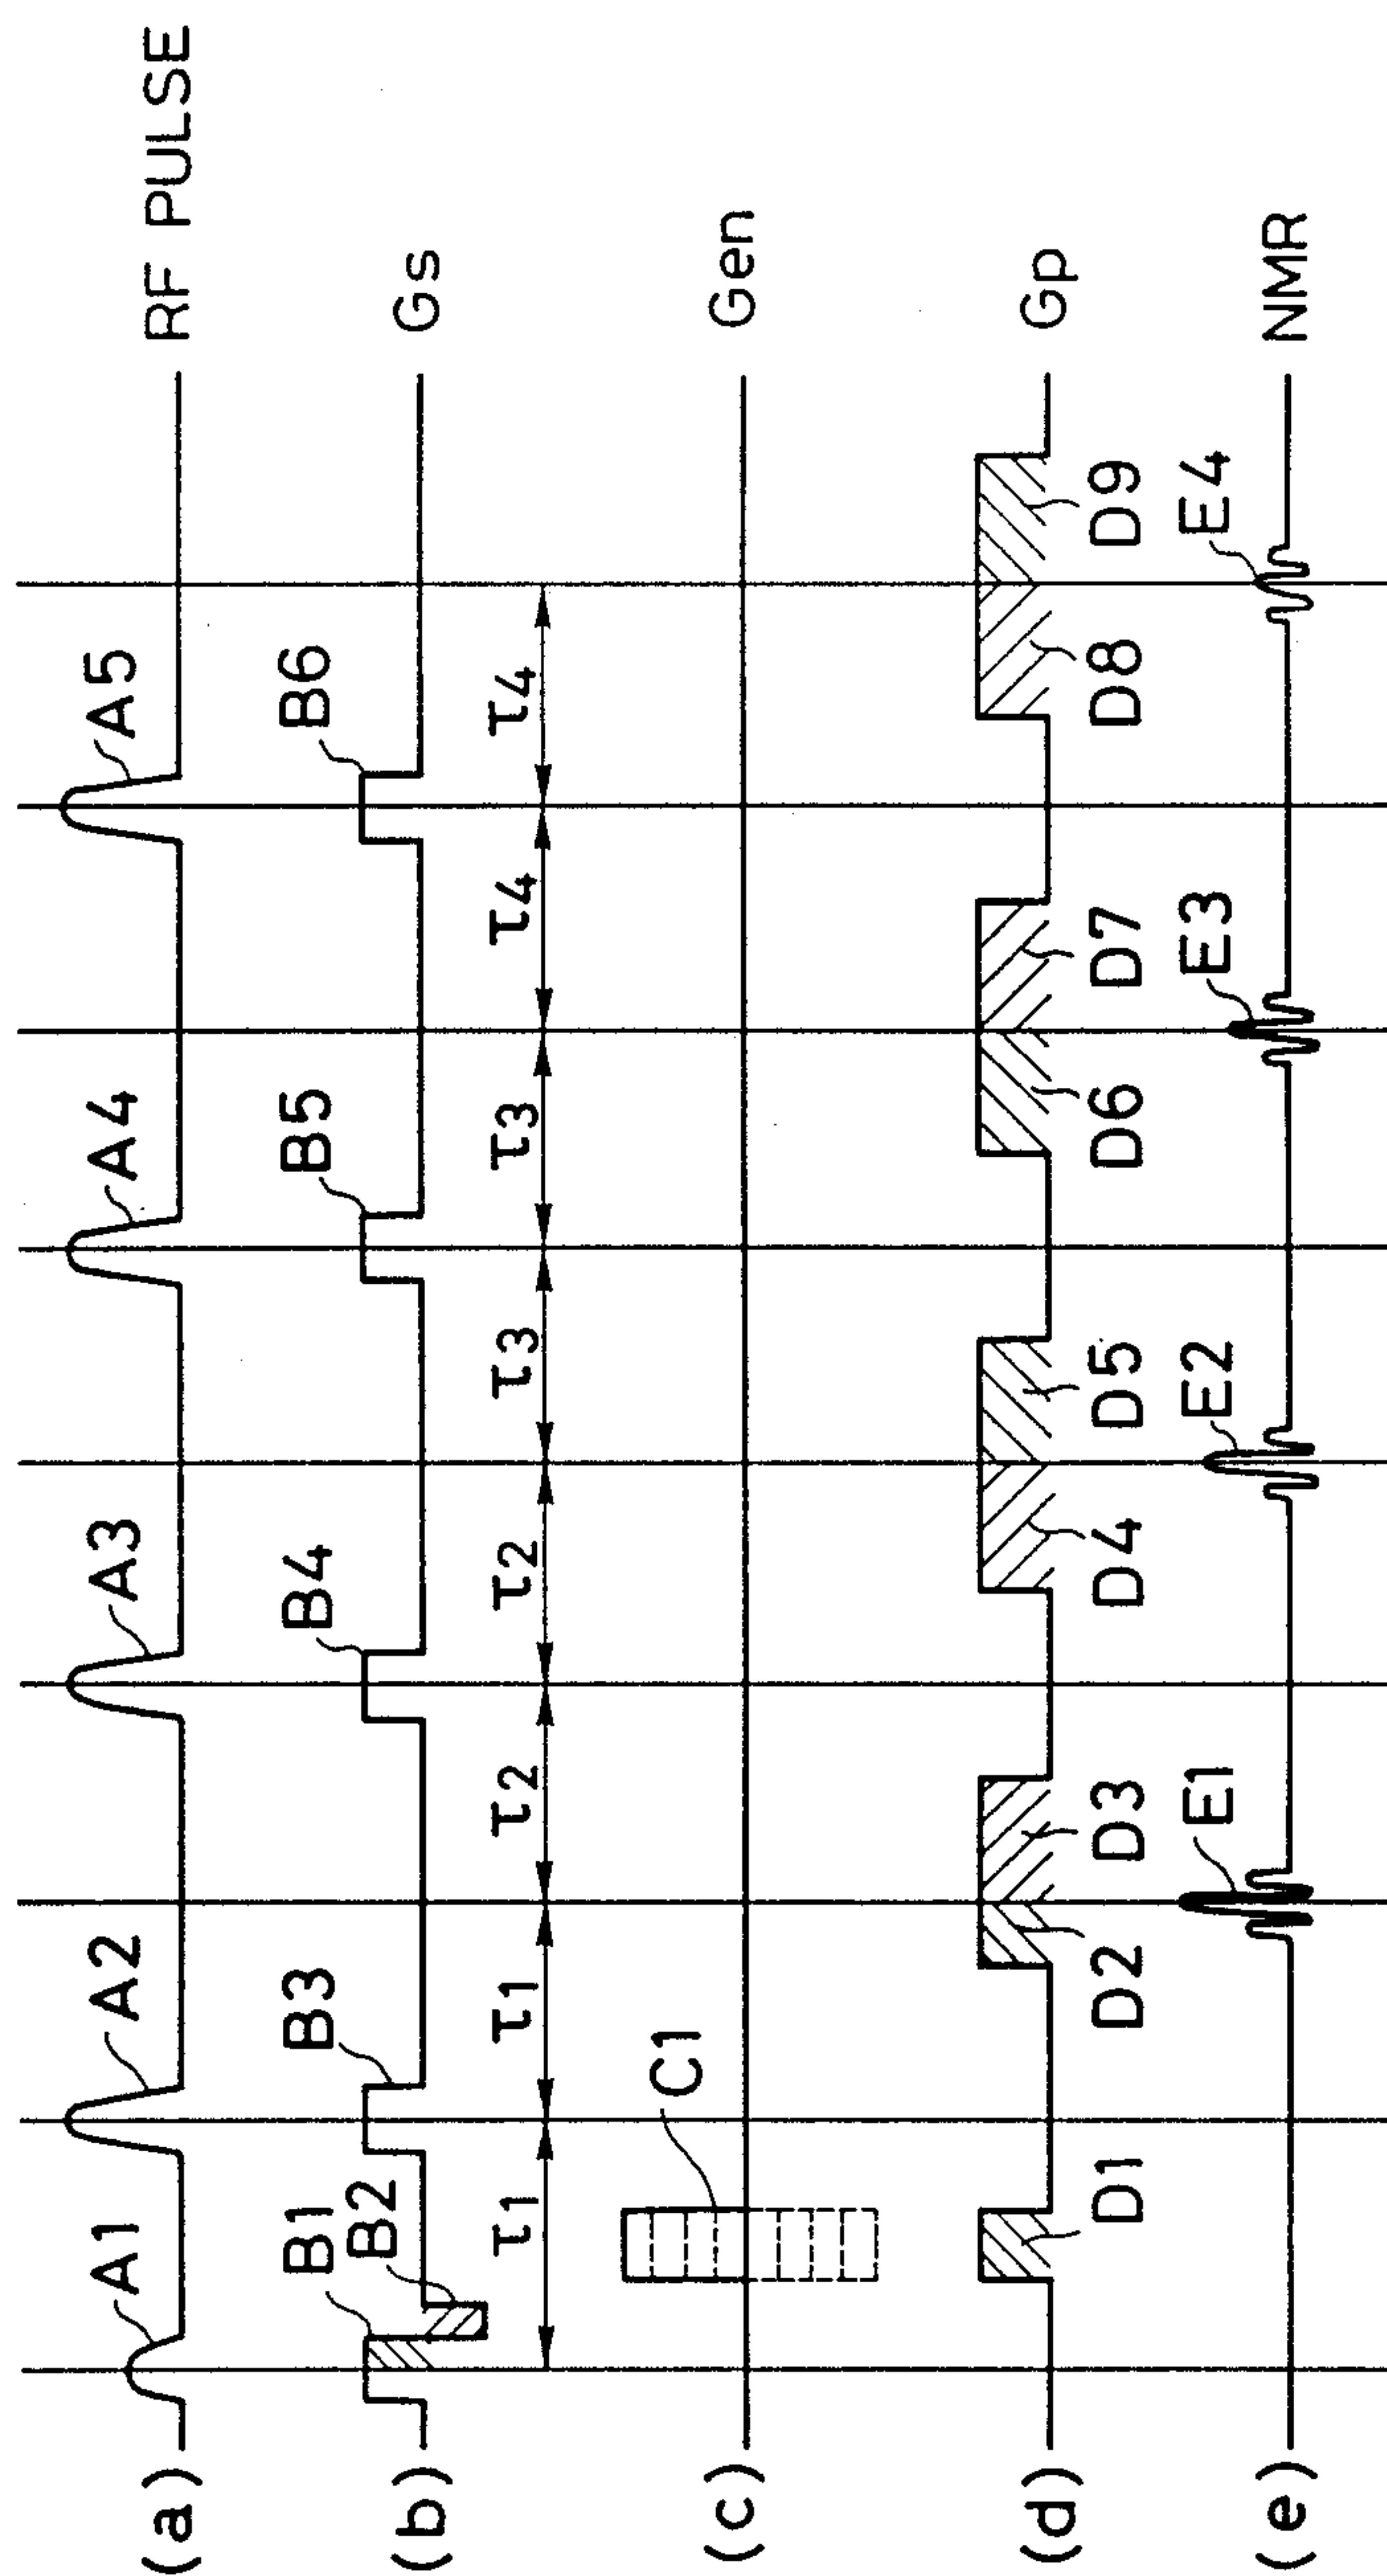 (a) A1 A2 A3 A4 A5 RF PULSE
(b) B1 B2 B3 B4 B5 B6 Gs
τ1 τ1 τ2 τ2 τ3 τ3 τ4 τ4
(c) C1 Gen
(d) D1 D2 D3 D4 D5 D6 D7 D8 D9 Gp
(e) E1 E2 E3 E4 NMR